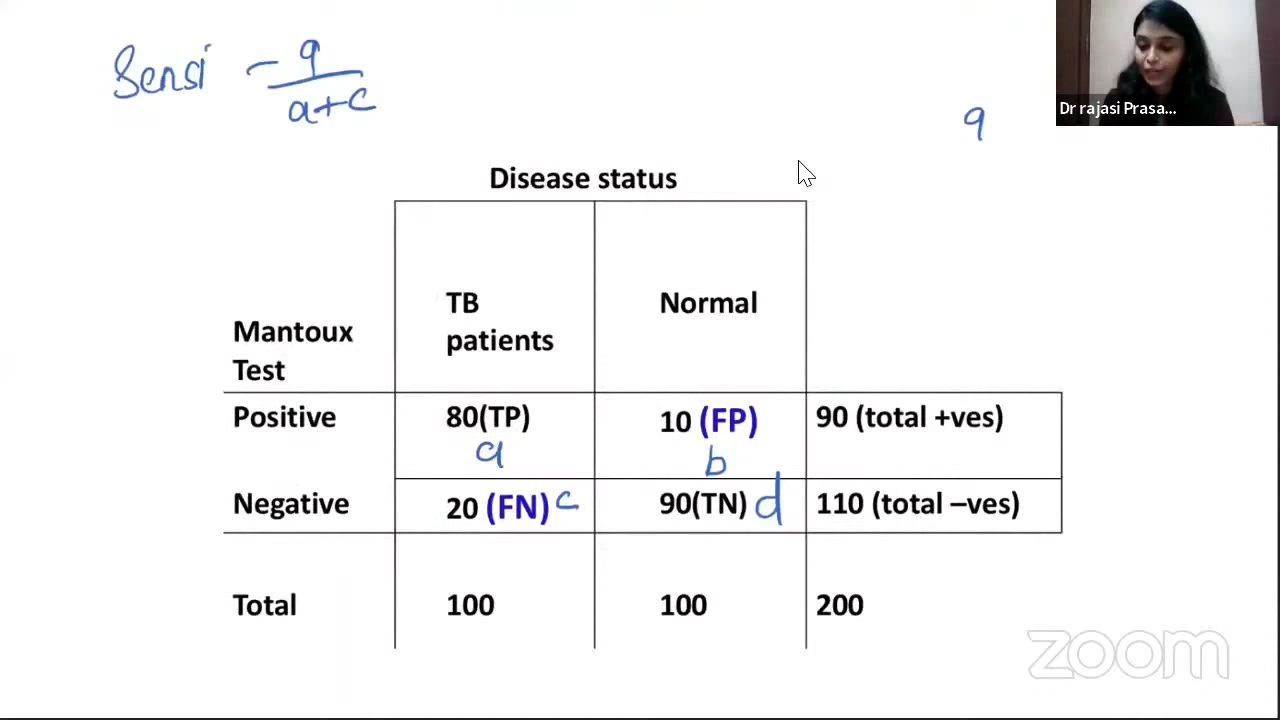 Sensi - a
a+c
Dr rajasi Prasa...
a
Disease status
TB patients
Normal
Mantoux Test
Positive 80(TP) 10 (FP) 90 (total +ves)
a b
Negative 20 (FN) c 90(TN) d 110 (total –ves)
Total 100 100 200
zoom